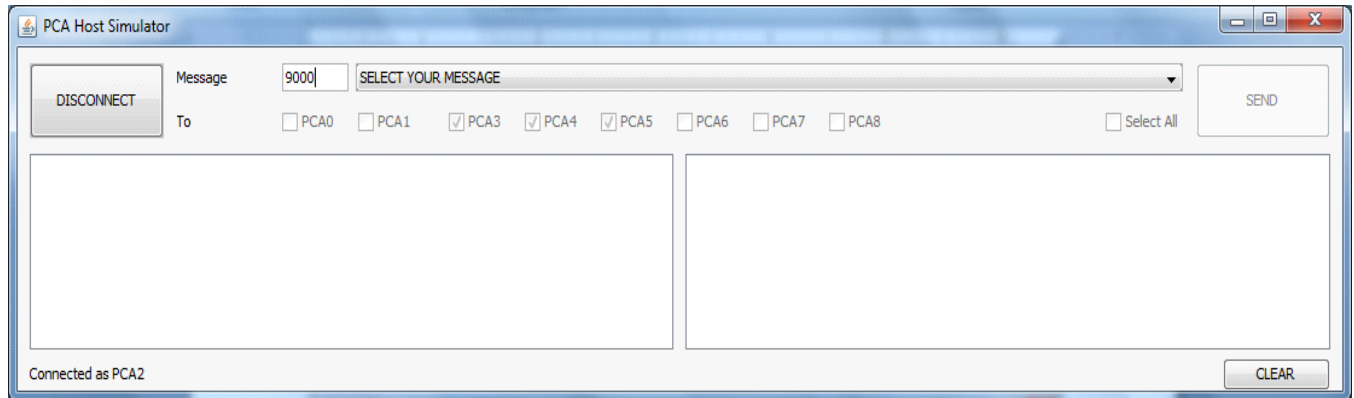 PCA Host Simulator
DISCONNECT
Message 9000 SELECT YOUR MESSAGE
SEND
To PCA0 PCA1 PCA3 PCA4 PCA5 PCA6 PCA7 PCA8 Select All
Connected as PCA2
CLEAR